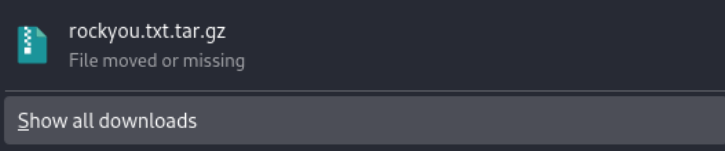 rockyou.txt.tar.gz
File moved or missing
Show all downloads